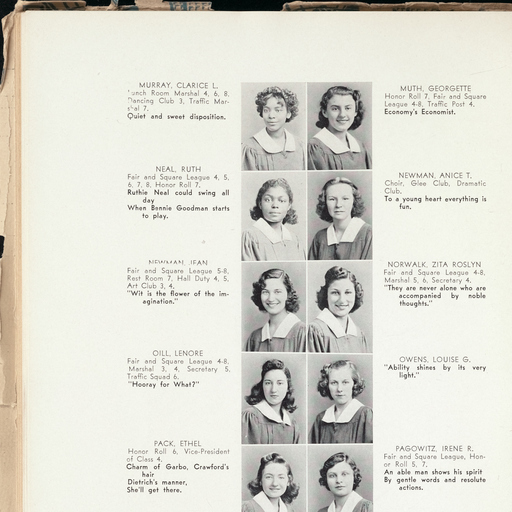 MURRAY, CLARICE L.
Lunch Room Marshal 4, 6, 8,
Dancing Club 3, Traffic Mar-
shal 7.
Quiet and sweet disposition.
NEAL, RUTH
Fair and Square League 4, 5,
6, 7, 8, Honor Roll 7.
Ruthie Neal could swing all
day
When Bennie Goodman starts
to play.
NEWMAN, JEAN
Fair and Square League 5-8,
Rest Room 7, Hall Duty 4, 5,
Art Club 3, 4.
"Wit is the flower of the im-
agination."
OILL, LENORE
Fair and Square League 4-8,
Marshal 3, 4, Secretary 5,
Traffic Squad 6.
"Hooray for What?"
PACK, ETHEL
Honor Roll 6, Vice-President
of Class 4.
Charm of Garbo, Crawford's
hair
Dietrich's manner,
She'll get there.
MUTH, GEORGETTE
Honor Roll 7, Fair and Square
League 4-8, Traffic Post 4.
Economy's Economist.
NEWMAN, ANICE T.
Choir, Glee Club, Dramatic
Club.
To a young heart everything is
fun.
NORWALK, ZITA ROSLYN
Fair and Square League 4-8,
Marshal 5, 6, Secretary 4.
"They are never alone who are
accompanied by noble
thoughts."
OWENS, LOUISE G.
"Ability shines by its very
light."
PAGOWITZ, IRENE R.
Fair and Square League, Hon-
or Roll 5, 7.
An able man shows his spirit
By gentle words and resolute
actions.